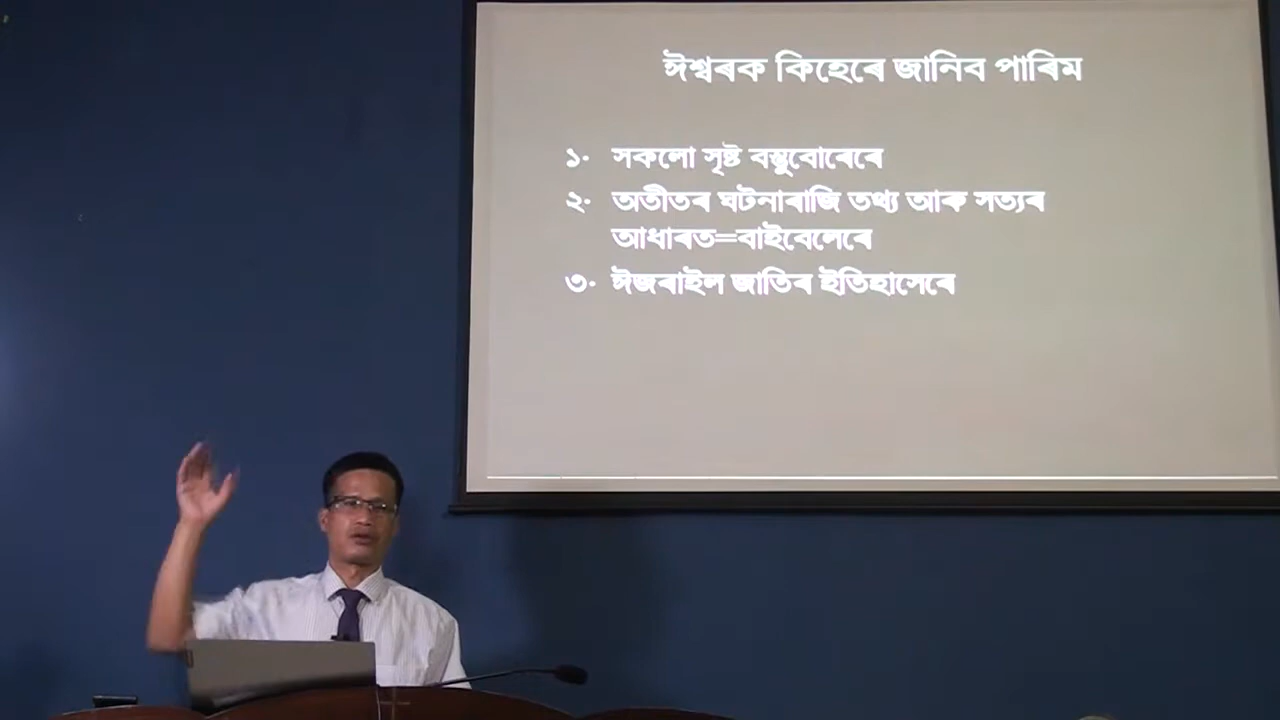 ঈশ্বৰক কিহেৰে জানিব পাৰিম
১· সকলো সৃষ্ট বস্তুবোৰেৰে
২· অতীতৰ ঘটনাৰাজি তথ্য আৰু সত্যৰ
আধাৰত=বাইবেলেৰে
৩· ঈজৰাইল জাতিৰ ইতিহাসেৰে